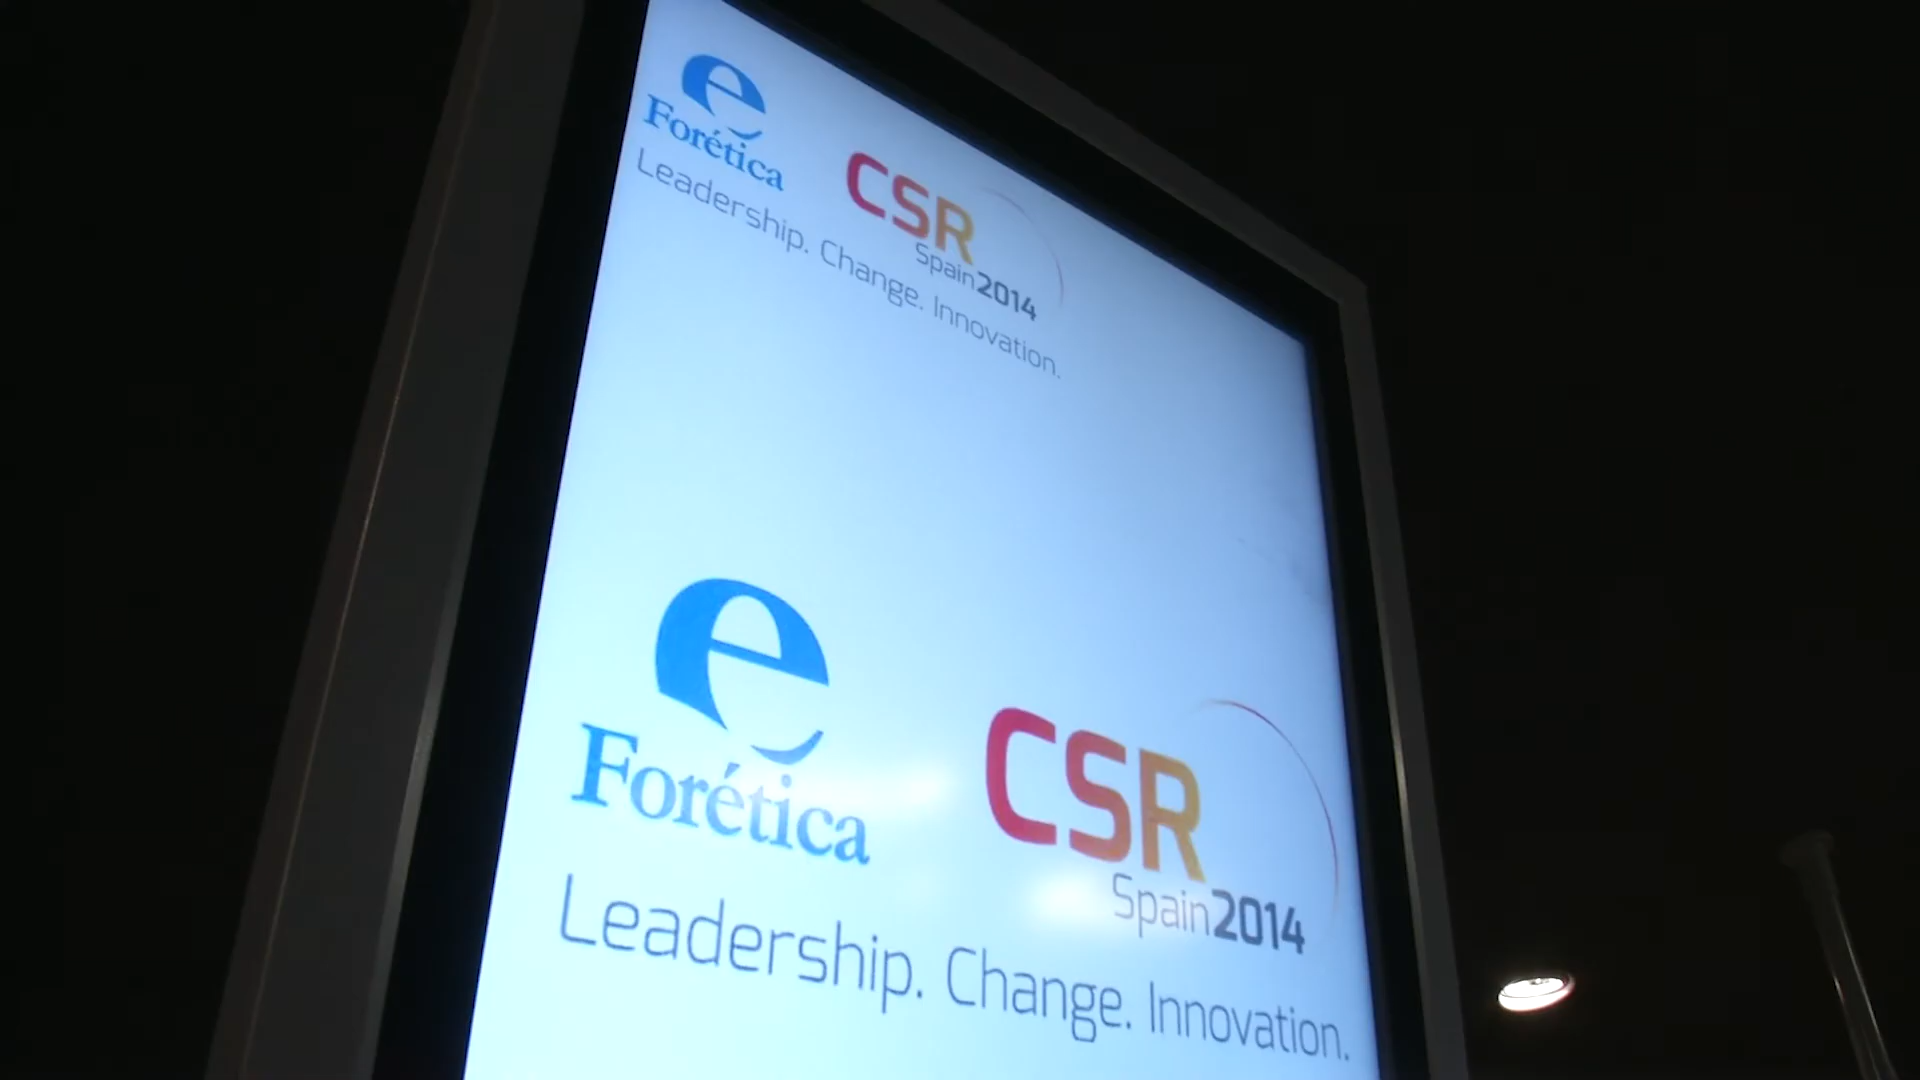 e
Forética
CSR
Spain2014
Leadership. Change. Innovation.
e
Forética
CSR
Spain2014
Leadership. Change. Innovation.